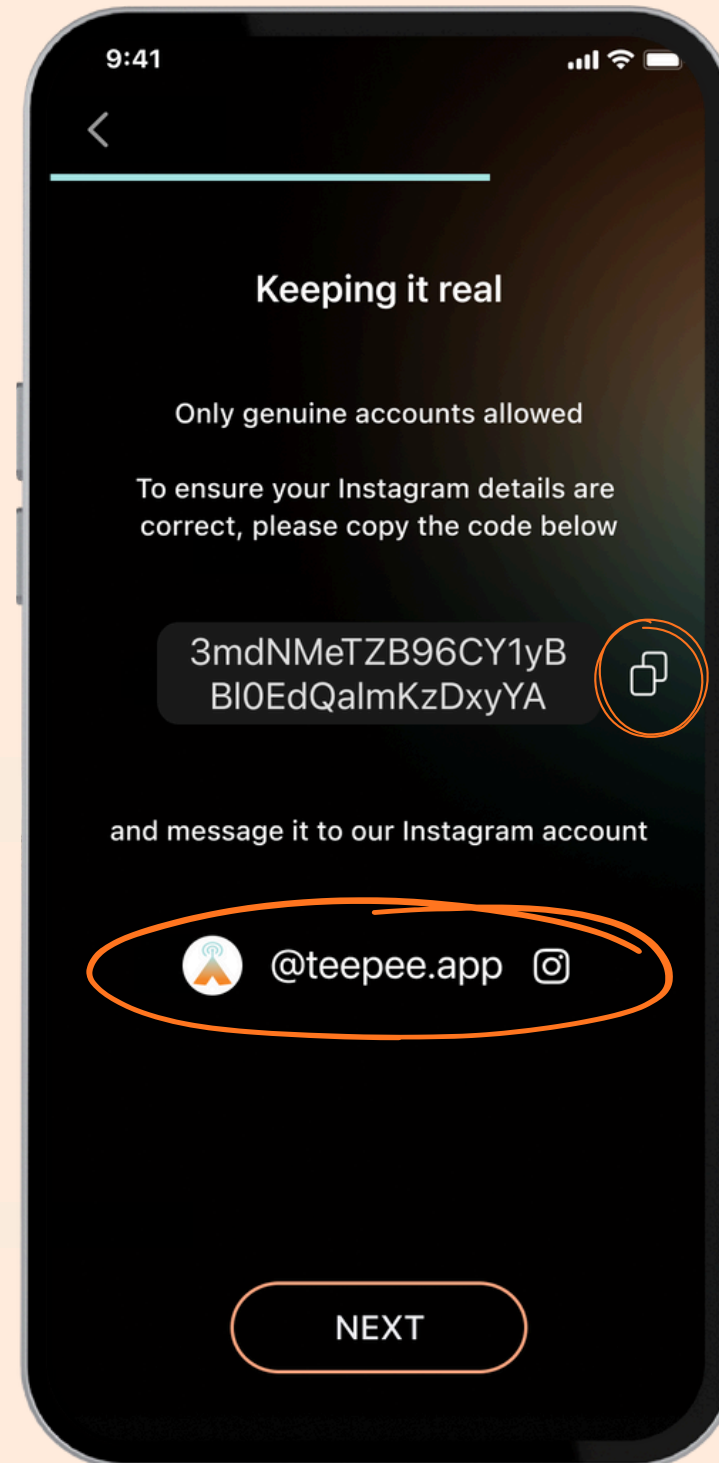 9:41
Keeping it real
Only genuine accounts allowed
To ensure your Instagram details are
correct, please copy the code below
3mdNMeTZB96CY1yB
Bl0EdQalmKzDxyYA
and message it to our Instagram account
@teepee.app
NEXT